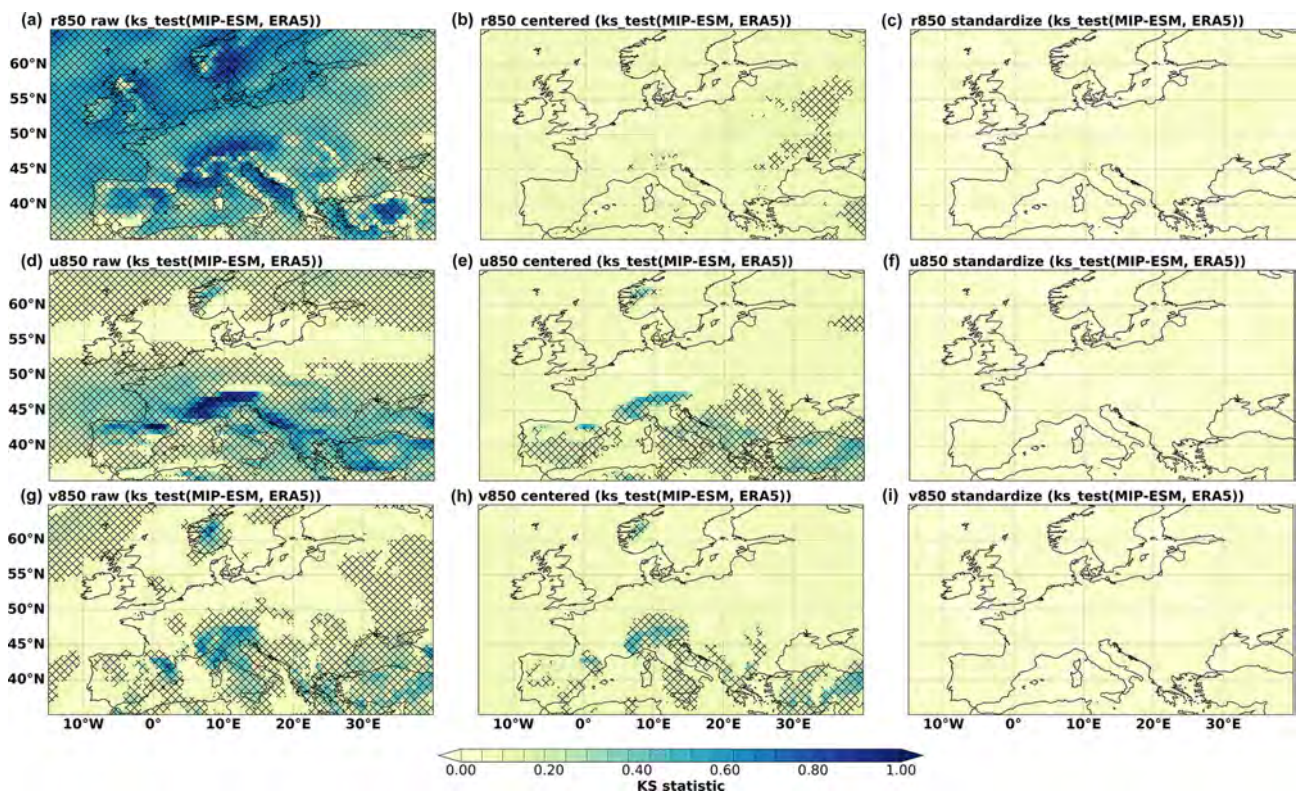 (a) r850 raw (ks_test(MIP-ESM, ERA5))
(b) r850 centered (ks_test(MIP-ESM, ERA5))
(c) r850 standardize (ks_test(MIP-ESM, ERA5))
60°N
55°N
50°N
45°N
40°N
(d) u850 raw (ks_test(MIP-ESM, ERA5))
(e) u850 centered (ks_test(MIP-ESM, ERA5))
(f) u850 standardize (ks_test(MIP-ESM, ERA5))
60°N
55°N
50°N
45°N
40°N
(g) v850 raw (ks_test(MIP-ESM, ERA5))
(h) v850 centered (ks_test(MIP-ESM, ERA5))
(i) v850 standardize (ks_test(MIP-ESM, ERA5))
60°N
55°N
50°N
45°N
40°N
10°W 0° 10°E 20°E 30°E
10°W 0° 10°E 20°E 30°E
10°W 0° 10°E 20°E 30°E
0.00 0.20 0.40 0.60 0.80 1.00
KS statistic